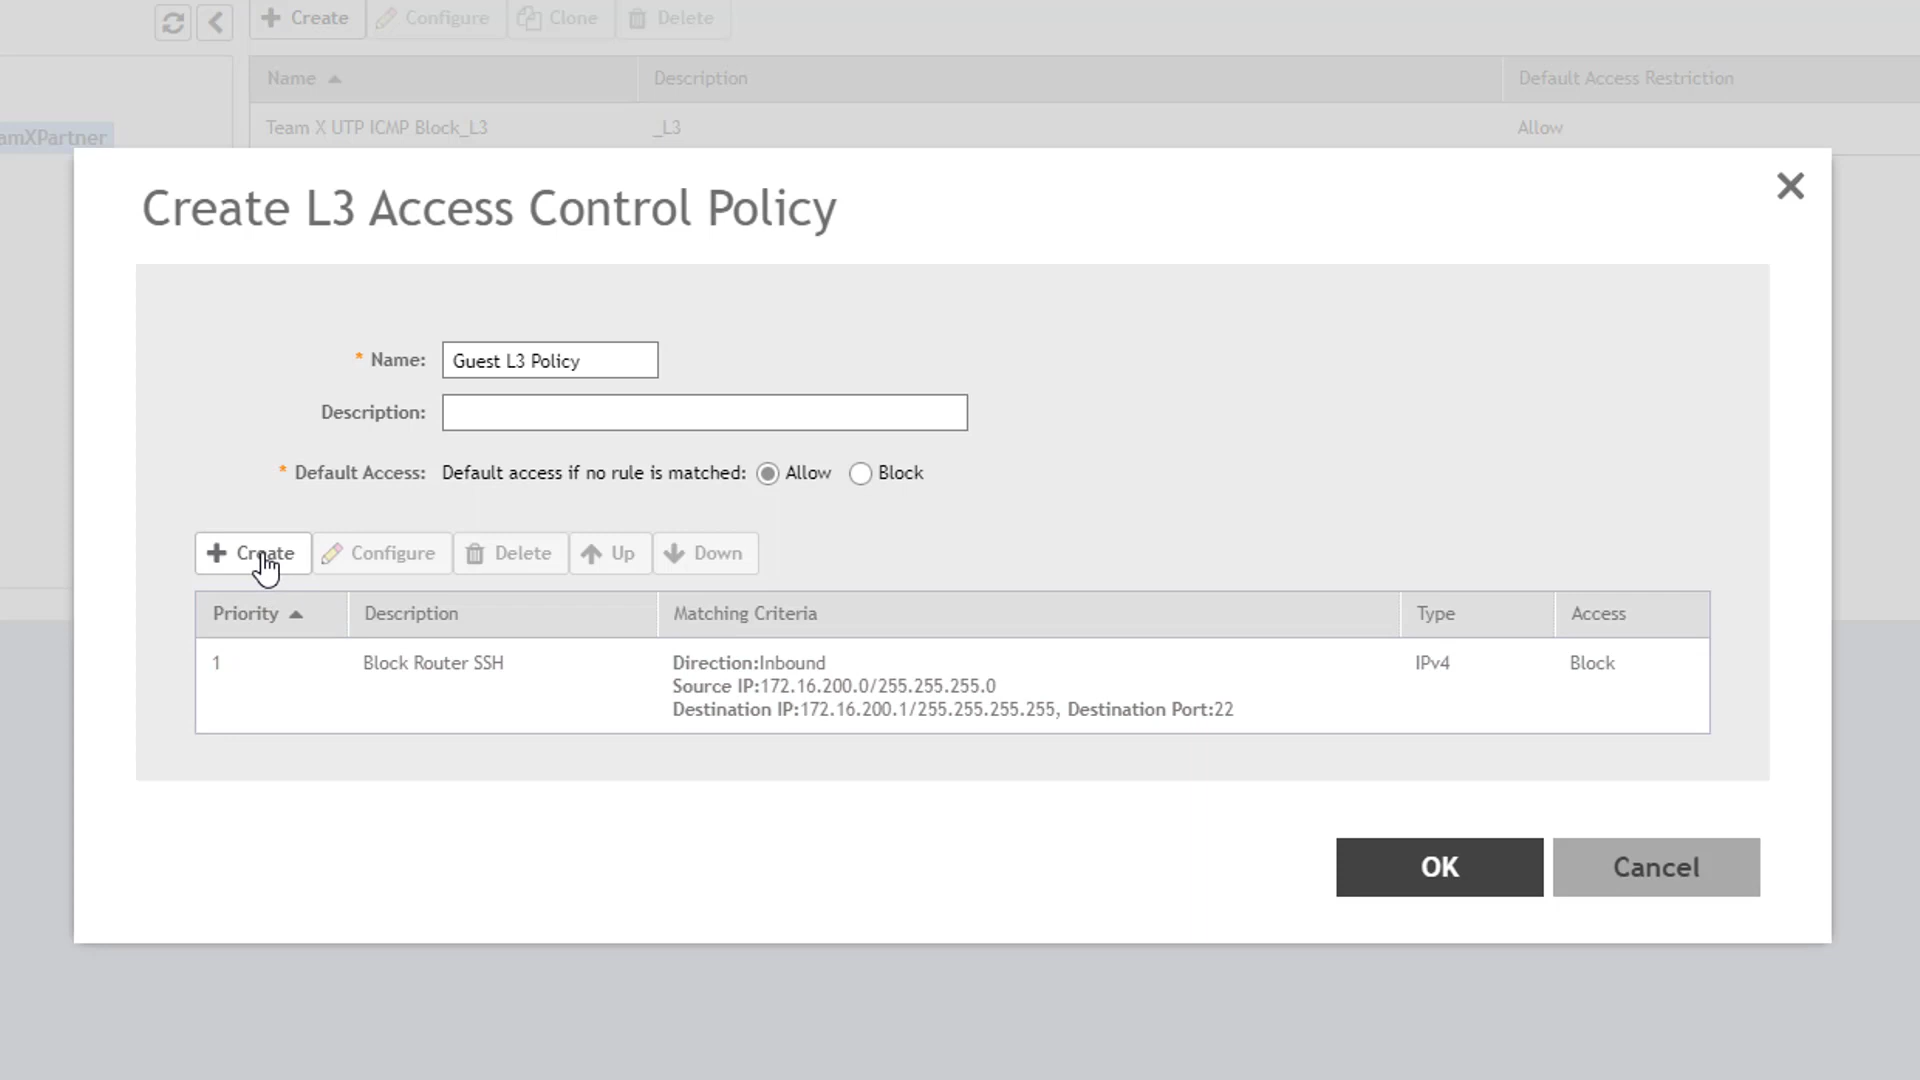 Create Configure Clone Delete
Name Description Default Access Restriction
Team X UTP ICMP Block_L3 _L3 Allow
amXPartner
Create L3 Access Control Policy
* Name: Guest L3 Policy
Description:
* Default Access: Default access if no rule is matched: Allow Block
Create Configure Delete Up Down
Priority Description Matching Criteria Type Access
1 Block Router SSH Direction:Inbound IPv4 Block
Source IP:172.16.200.0/255.255.255.0
Destination IP:172.16.200.1/255.255.255.255, Destination Port:22
OK Cancel